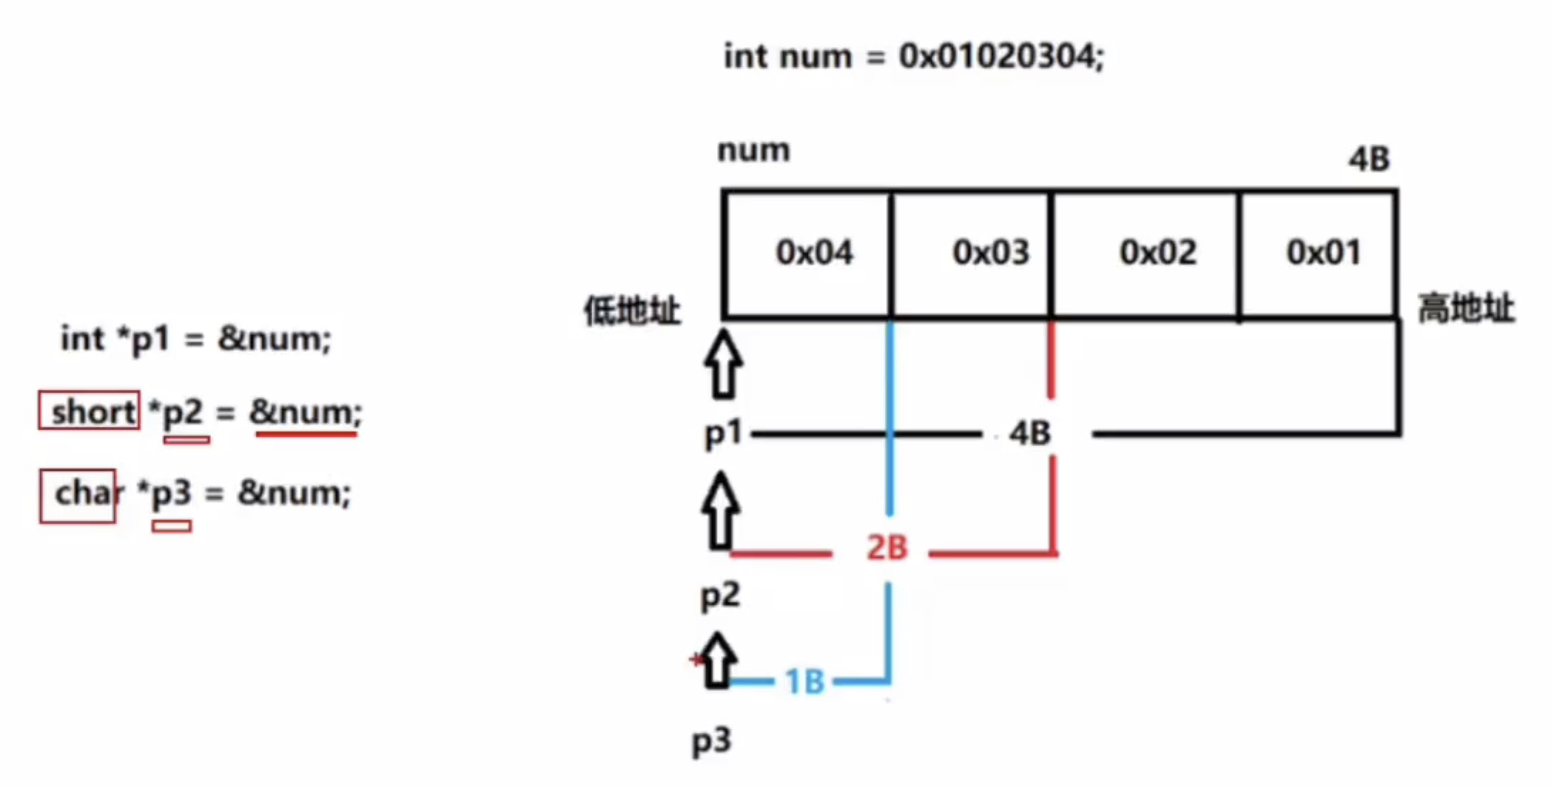 int num = 0x01020304;
num 4B
0x04 0x03 0x02 0x01
低地址 高地址
int *p1 = &num;
short *p2 = &num;
char *p3 = &num;
p1 4B
2B
p2
1B
p3